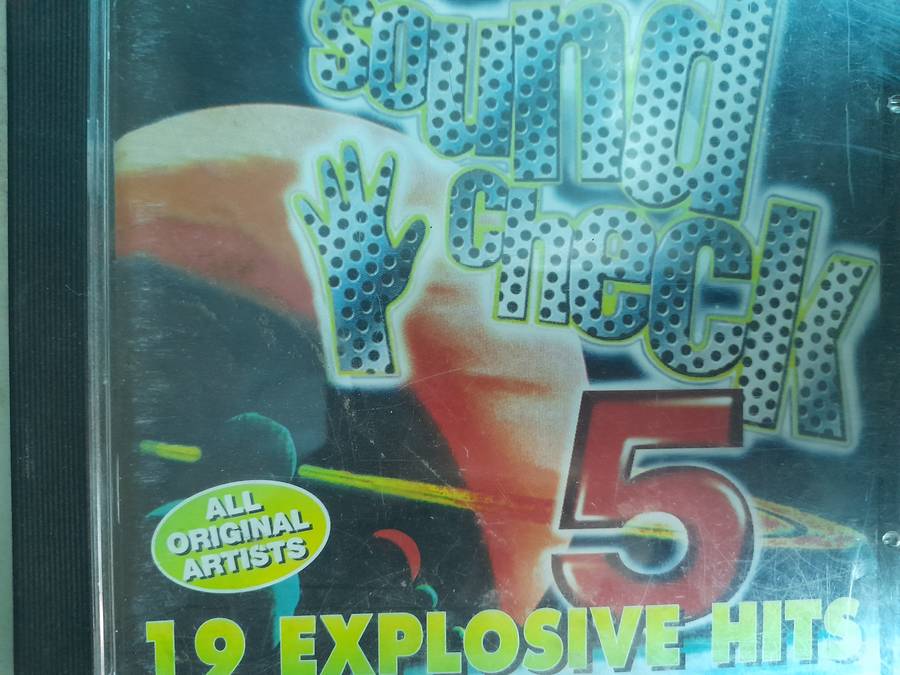 sound
check
5
ALL
ORIGINAL
ARTISTS
19 EXPLOSIVE HITS